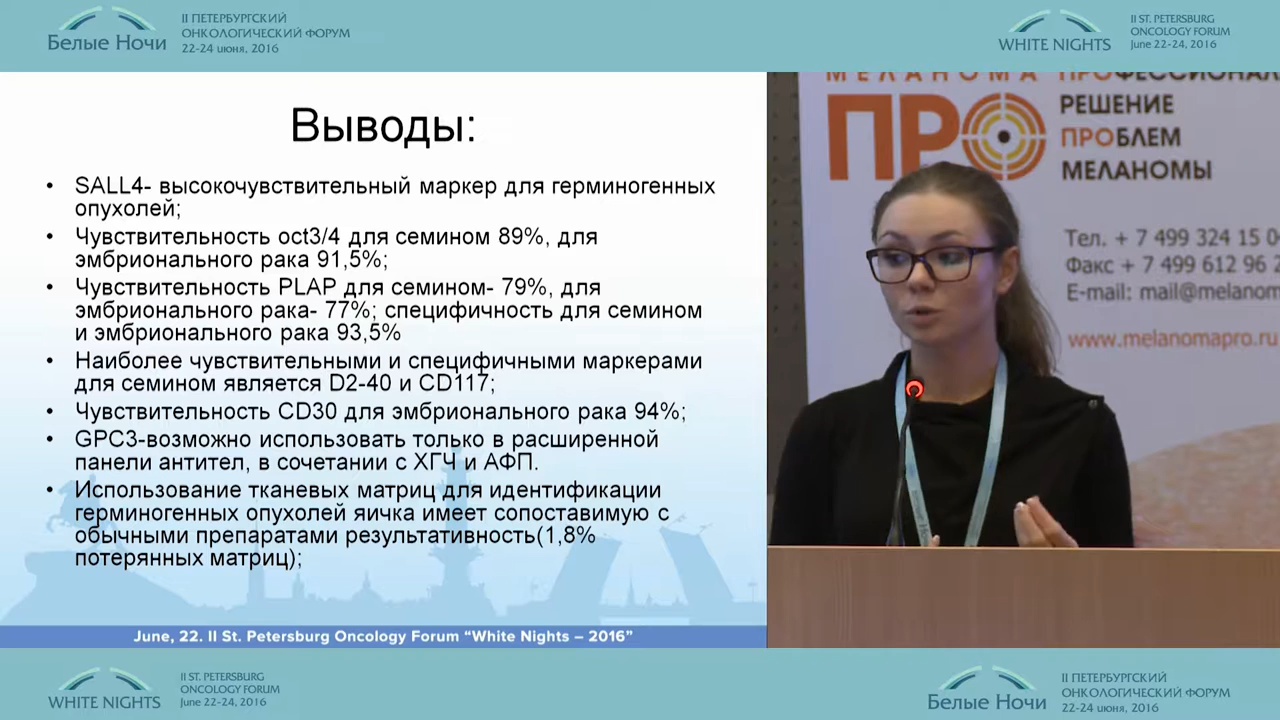 II ПЕТЕРБУРГСКИЙ
ОНКОЛОГИЧЕСКИЙ ФОРУМ
22-24 июня, 2016
Белые Ночи
WHITE NIGHTS
II ST. PETERSBURG
ONCOLOGY FORUM
June 22-24, 2016
Выводы:
• SALL4- высокочувствительный маркер для герминогенных
опухолей;
• Чувствительность oct3/4 для семином 89%, для
эмбрионального рака 91,5%;
• Чувствительность PLAP для семином- 79%, для
эмбрионального рака- 77%; специфичность для семином
и эмбрионального рака 93,5%
• Наиболее чувствительными и специфичными маркерами
для семином является D2-40 и CD117;
• Чувствительность CD30 для эмбрионального рака 94%;
• GPC3-возможно использовать только в расширенной
панели антител, в сочетании с ХГЧ и АФП.
• Использование тканевых матриц для идентификации
герминогенных опухолей яичка имеет сопоставимую с
обычными препаратами результативность(1,8%
потерянных матриц);
June, 22. II St. Petersburg Oncology Forum “White Nights – 2016”
МЕЛАНОМА
ПРО
ПРОФЕССИОНАЛ
РЕШЕНИЕ
ПРОБЛЕМ
МЕЛАНОМЫ
Тел. + 7 499 324 15 0
Факс + 7 499 612 96 2
E-mail: mail@melanom
www.melanomapro.ru
WHITE NIGHTS
II ST. PETERSBURG
ONCOLOGY FORUM
June 22-24, 2016
Белые Ночи
II ПЕТЕРБУРГСКИЙ
ОНКОЛОГИЧЕСКИЙ ФОРУМ
22-24 июня, 2016